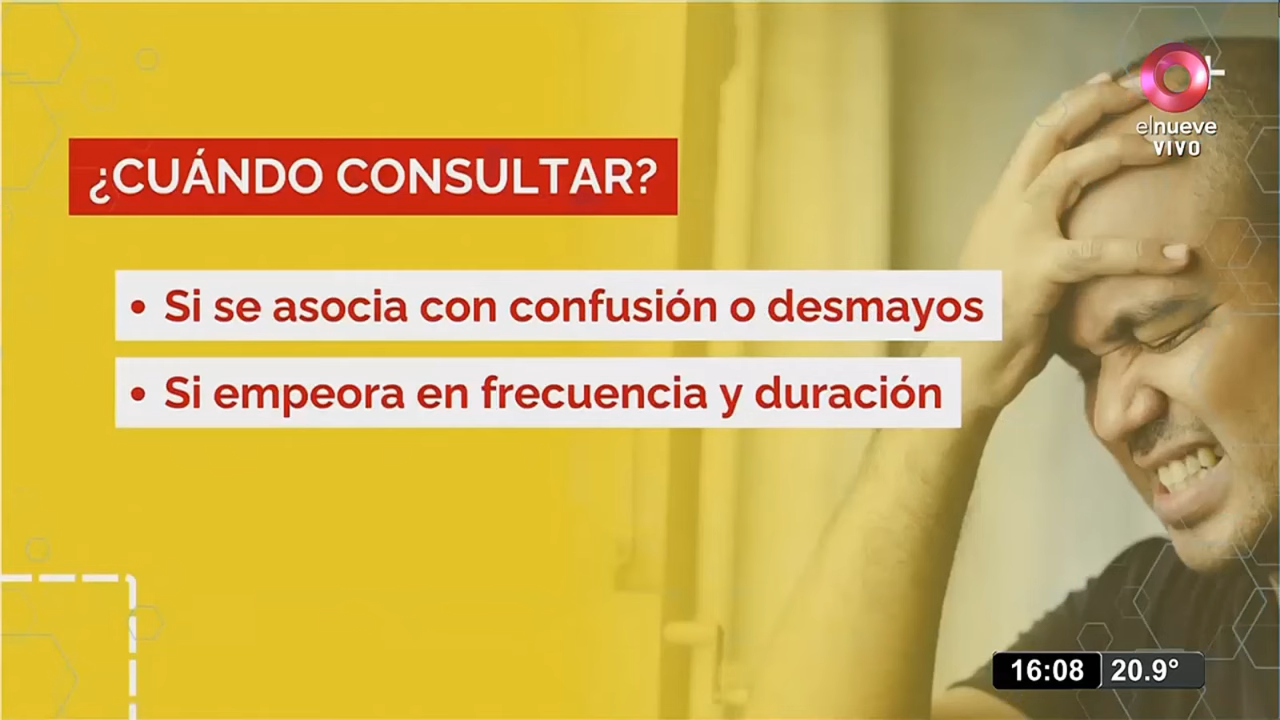 elnueve
VIVO
¿CUÁNDO CONSULTAR?
• Si se asocia con confusión o desmayos
• Si empeora en frecuencia y duración
16:08 20.9°